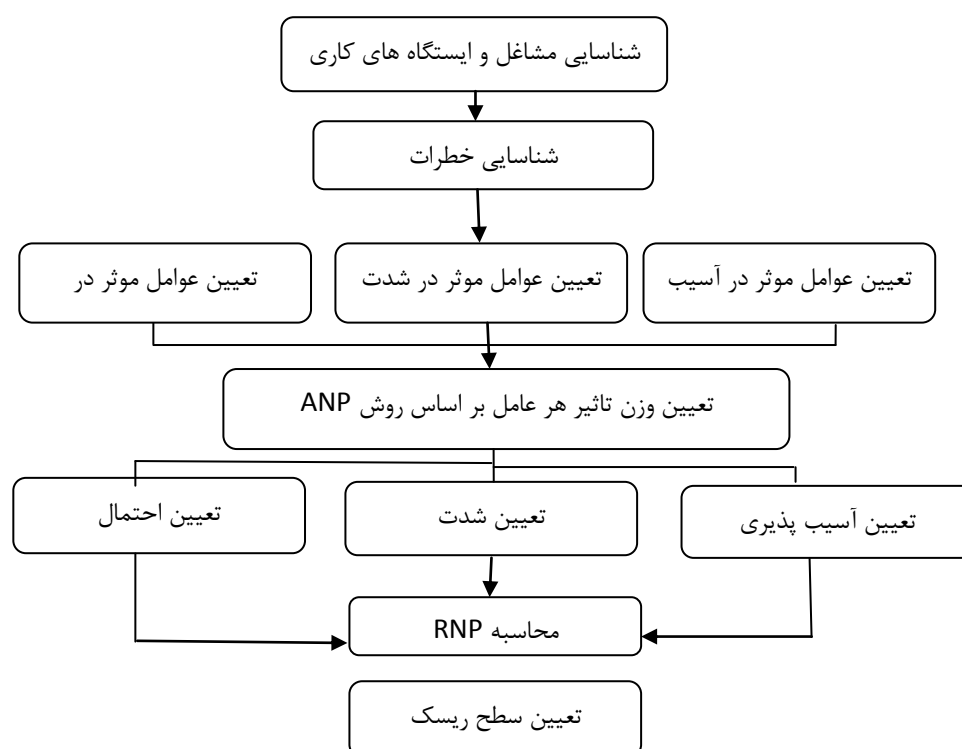 شناسایی مشاغل و ایستگاه های کاری
شناسایی خطرات
تعیین عوامل موثر در آسیب
تعیین عوامل موثر در شدت
تعیین عوامل موثر در
تعیین وزن تاثیر هر عامل بر اساس روش ANP
تعیین آسیب پذیری
تعیین شدت
تعیین احتمال
محاسبه RNP
تعیین سطح ریسک